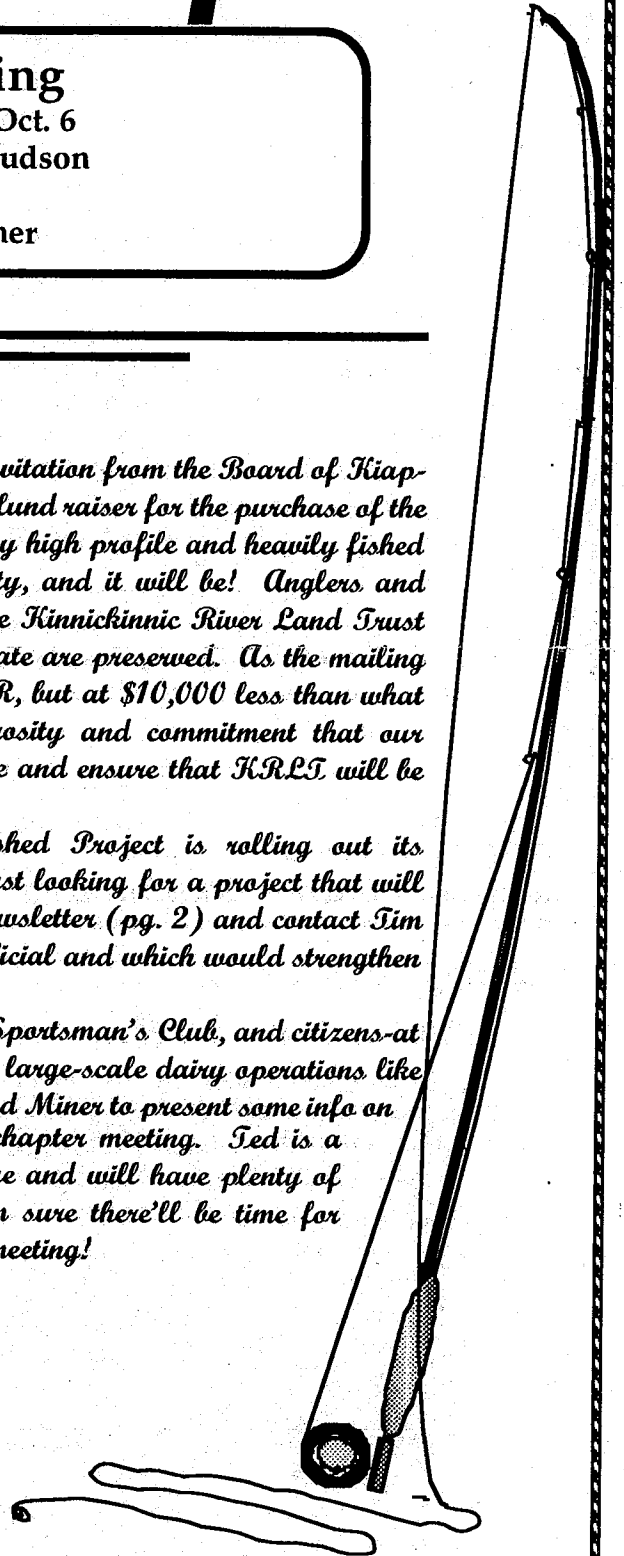 ing
Oct. 6
udson
ner
vitation from the Board of Kiap-
fund raiser for the purchase of the
y high profile and heavily fished
ty, and it will be! Anglers and
e Kinnickinnic River Land Trust
ate are preserved. As the mailing
R, but at $10,000 less than what
rosity and commitment that our
e and ensure that KRLT will be
shed Project is rolling out its
st looking for a project that will
wsletter (pg. 2) and contact Tim
icial and which would strengthen
Sportsman's Club, and citizens-at
large-scale dairy operations like
d Miner to present some info on
chapter meeting. Ted is a
e and will have plenty of
n sure there'll be time for
neeting!